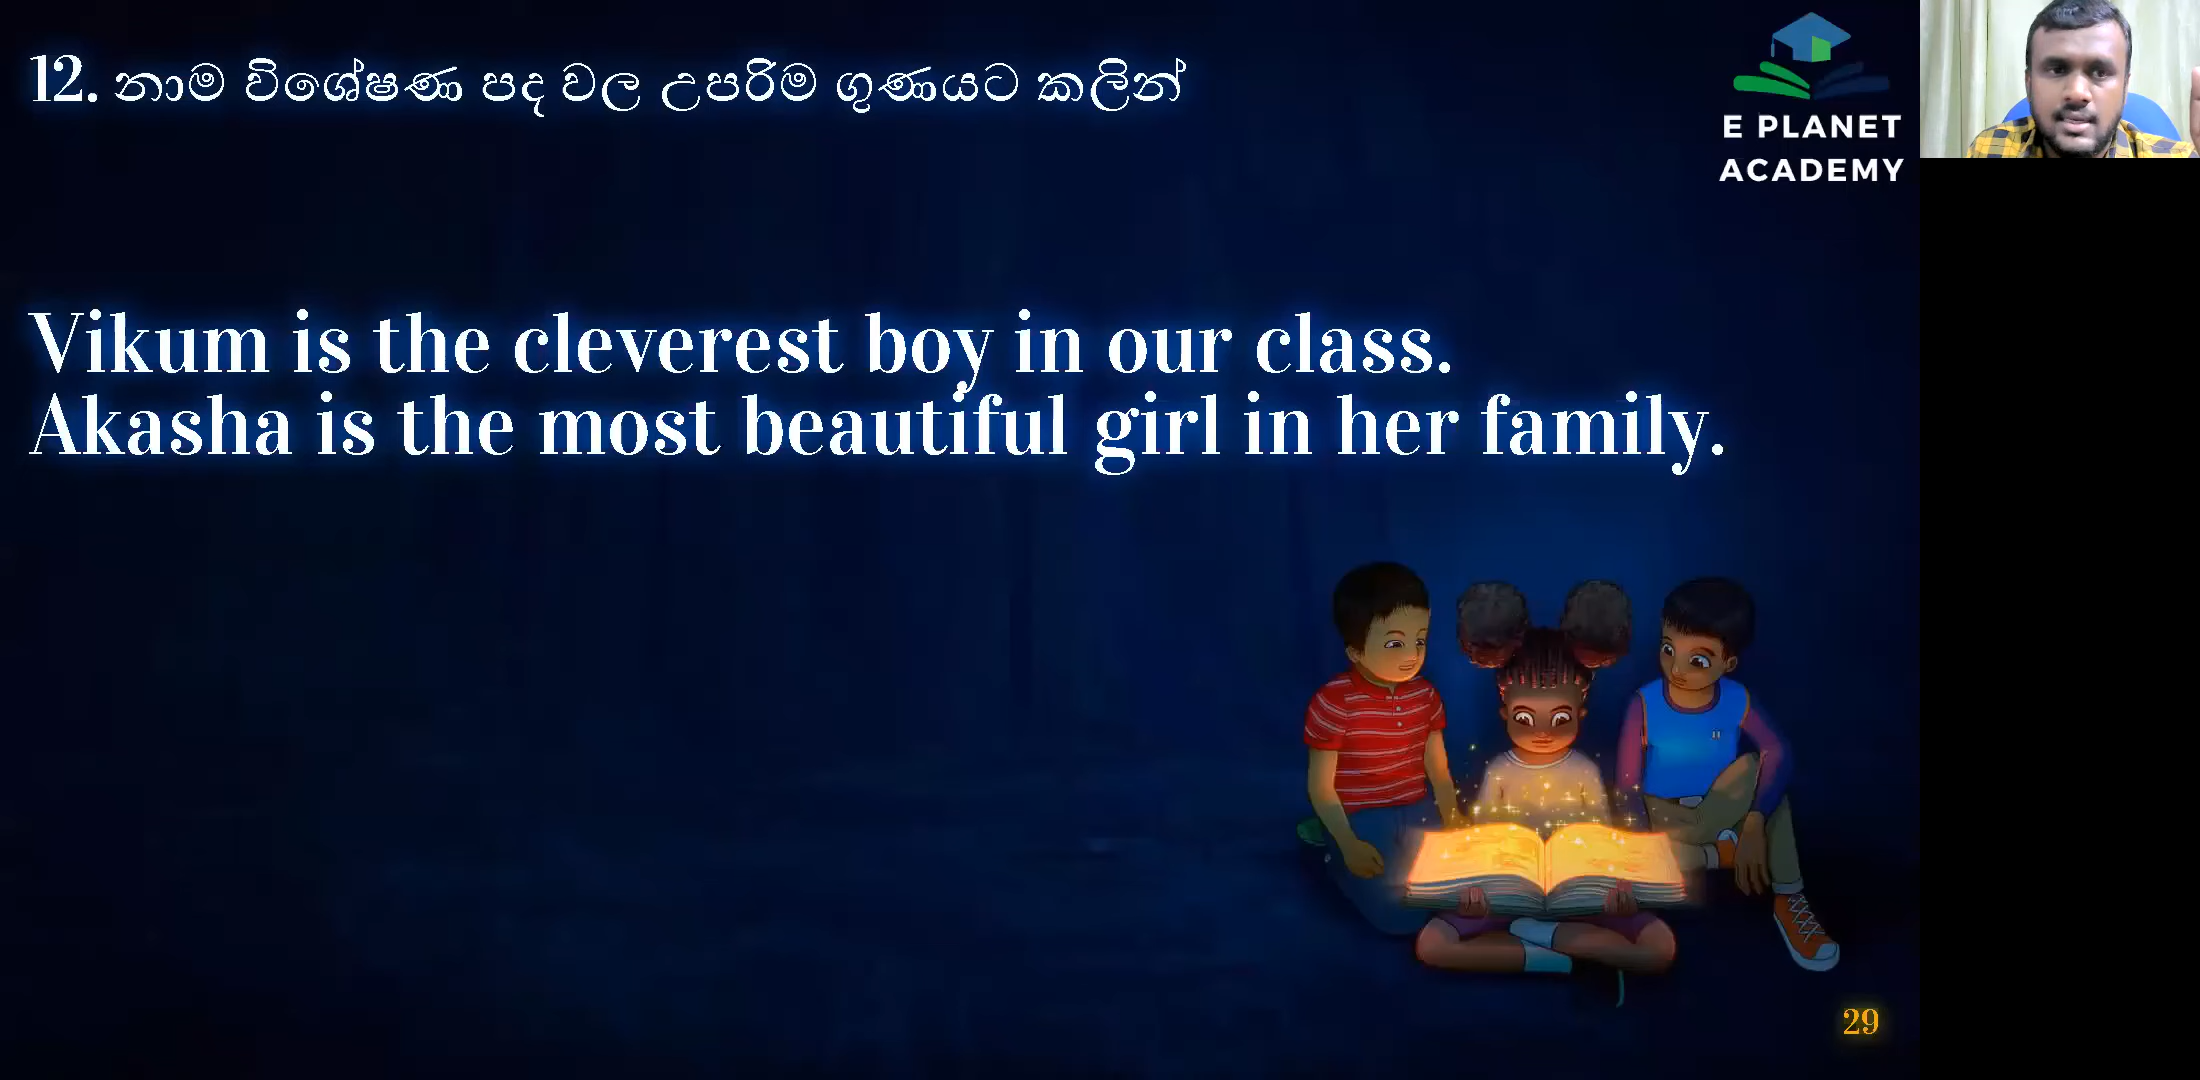 12. නාම විශේෂණ පද වල උපරිම ගුණයට කලින්
E PLANET
ACADEMY
Vikum is the cleverest boy in our class.
Akasha is the most beautiful girl in her family.
29